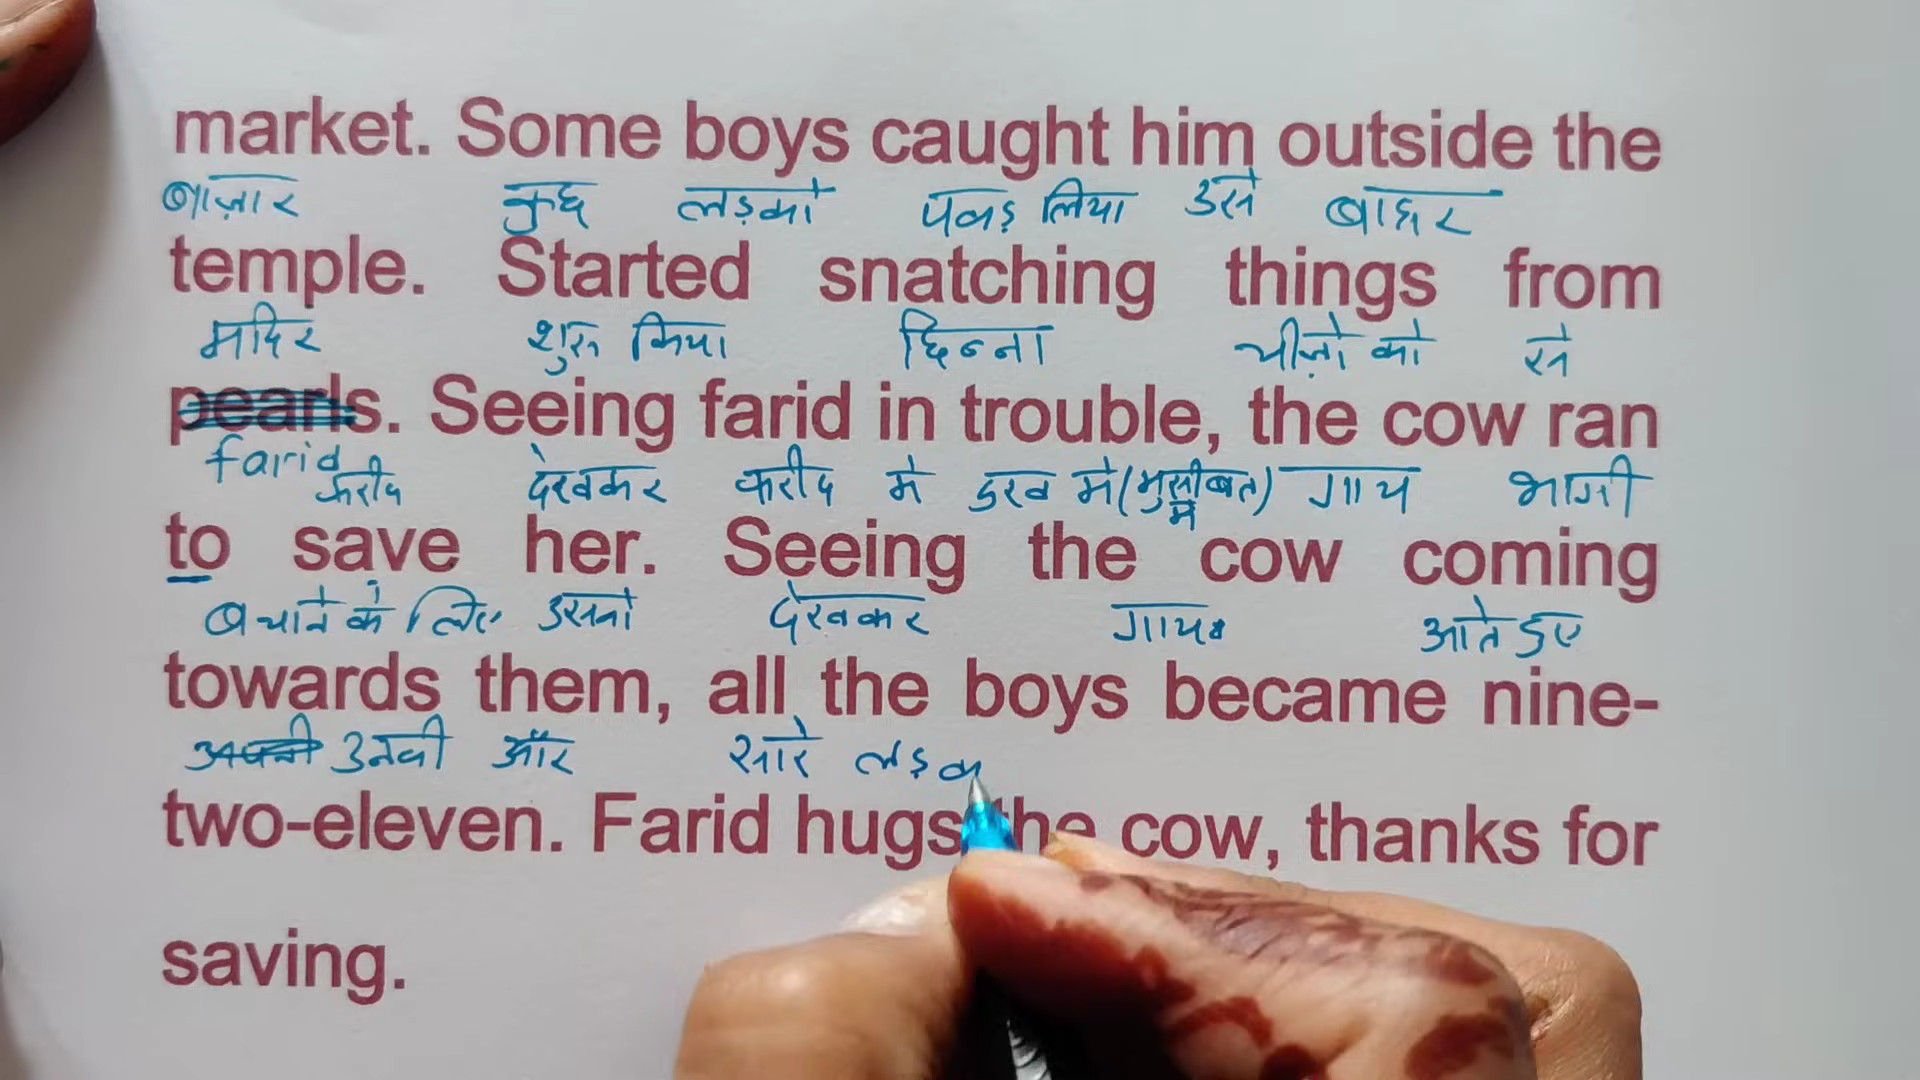 market. Some boys caught him outside the
बाज़ार कुछ लड़को पकड़ लिया उसे बाहर
temple. Started snatching things from
मदिर शुरू किया छिन्ना चीज़ो को से
pearls. Seeing farid in trouble, the cow ran
farid फरीद देखकर फरीद मे दुख मे (मुसीबत मे) गाय भागी
to save her. Seeing the cow coming
बचाने के लिए उसको देखकर गाय आते हुए
towards them, all the boys became nine-
उनकी और सारे लड़क
two-eleven. Farid hugs the cow, thanks for
saving.